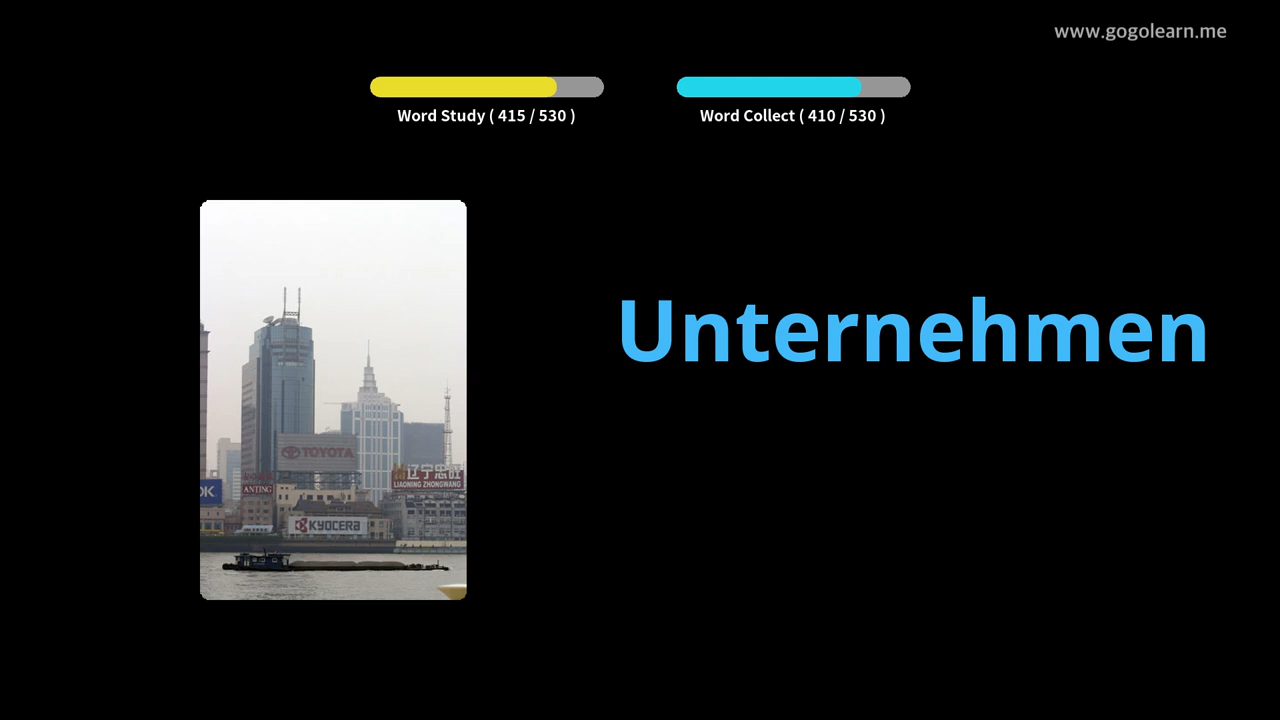 www.gogolearn.me
Word Study ( 415 / 530 )
Word Collect ( 410 / 530 )
Unternehmen
TOYOTA
辽宁忠旺
LIAONING ZHONGWANG
OK
ANTING
KYOCERA